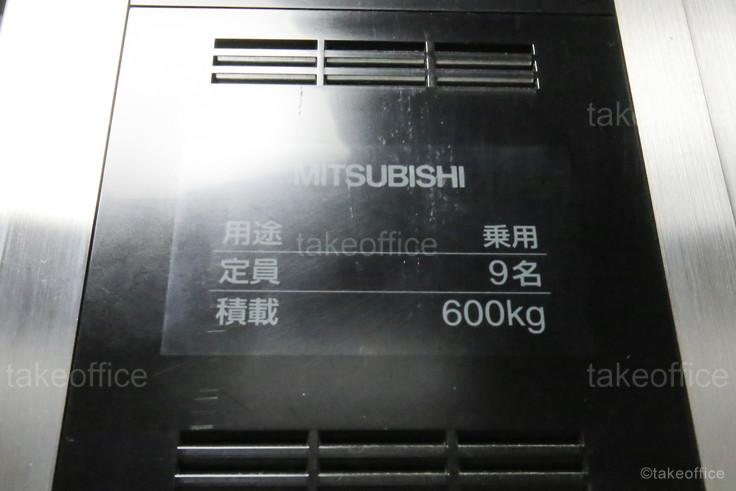 takeoffice
MITSUBISHI
用途 乗用
takeoffice
定員 9名
積載 600kg
takeoffice
takeoffice
©takeoffice